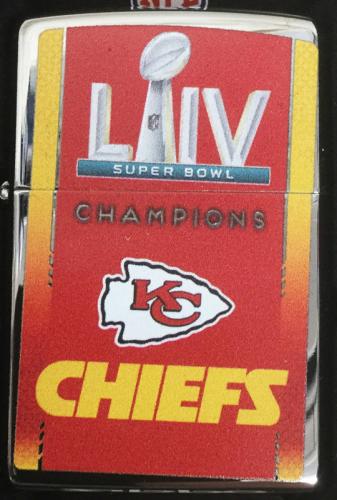 LIV
SUPER BOWL
CHAMPIONS
KC
CHIEFS